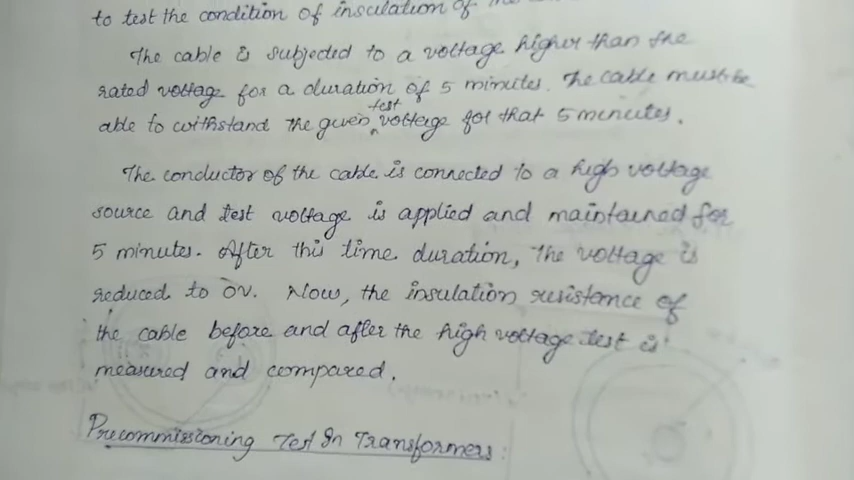 to test the condition of insulation of the
The cable is subjected to a voltage higher than the
rated voltage for a duration of 5 minutes. The cable must be
able to withstand the given test voltage for that 5 minutes.
The conductor of the cable is connected to a high voltage
source and test voltage is applied and maintained for
5 minutes. After this time duration, the voltage is
reduced to 0V. Now, the insulation resistance of
the cable before and after the high voltage test is
measured and compared.
Precommissioning Test In Transformers: